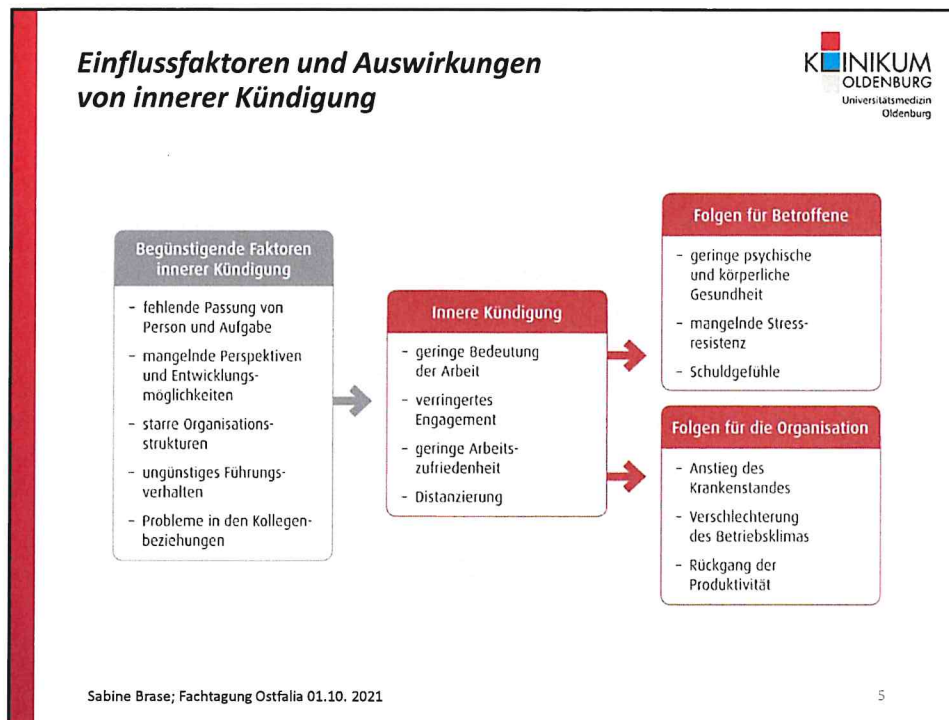 Einflussfaktoren und Auswirkungen
von innerer Kündigung
KLINIKUM
OLDENBURG
Universitätsmedizin
Oldenburg
Begünstigende Faktoren
innerer Kündigung
– fehlende Passung von
Person und Aufgabe
– mangelnde Perspektiven
und Entwicklungs-
möglichkeiten
– starre Organisations-
strukturen
– ungünstiges Führungs-
verhalten
– Probleme in den Kollegen-
beziehungen
Innere Kündigung
– geringe Bedeutung
der Arbeit
– verringertes
Engagement
– geringe Arbeits-
zufriedenheit
– Distanzierung
Folgen für Betroffene
– geringe psychische
und körperliche
Gesundheit
– mangelnde Stress-
resistenz
– Schuldgefühle
Folgen für die Organisation
– Anstieg des
Krankenstandes
– Verschlechterung
des Betriebsklimas
– Rückgang der
Produktivität
Sabine Brase; Fachtagung Ostfalia 01.10. 2021
5